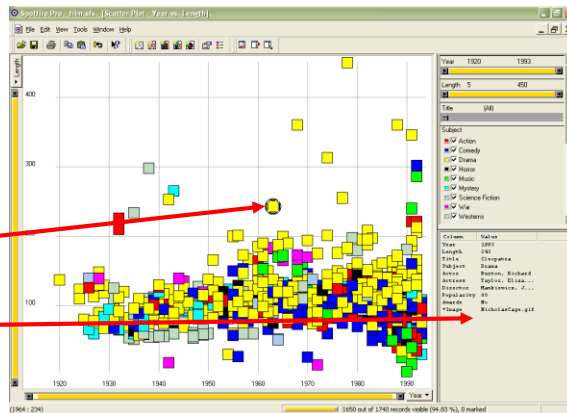 Spotfire Pro - film.xls - [Scatter Plot - Year vs. Length]
File Edit View Tools Window Help
Length
400
300
200
100
1920 1930 1940 1950 1960 1970 1980 1990
Year
Year 1920 1993
Length 5 450
Title (All)
Subject
Action
Comedy
Drama
Horror
Music
Mystery
Science Fiction
War
Westerns
Column Value
Year 1963
Length 243
Title Cleopatra
Subject Drama
Actor Burton, Richard
Actress Taylor, Eliza...
Director Mankiewicz, J...
Popularity
Awards No
*Image NicholasCage.gif
(1964 : 234)
1650 out of 1740 records visible (94.83 %), 0 marked